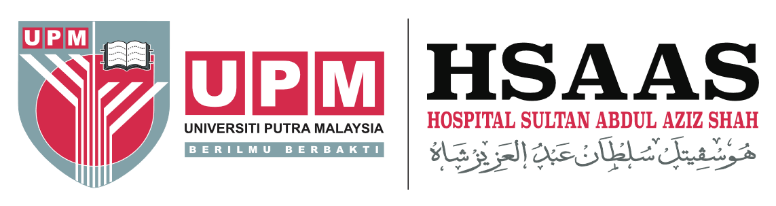 UPM
UPM
UNIVERSITI PUTRA MALAYSIA
BERILMU BERBAKTI
HSAAS
HOSPITAL SULTAN ABDUL AZIZ SHAH
هوسڤيتل سلطان عبد العزيز شاه